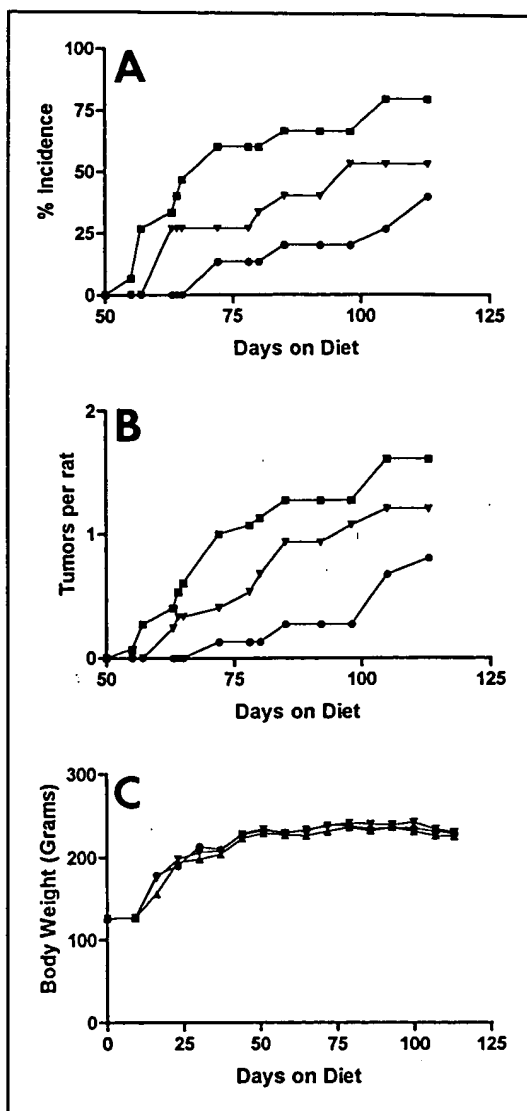 A
100
75
50
25
0
% Incidence
50 75 100 125
Days on Diet
B
2
1
0
Tumors per rat
50 75 100 125
Days on Diet
C
300
200
100
0
Body Weight (Grams)
0 25 50 75 100 125
Days on Diet